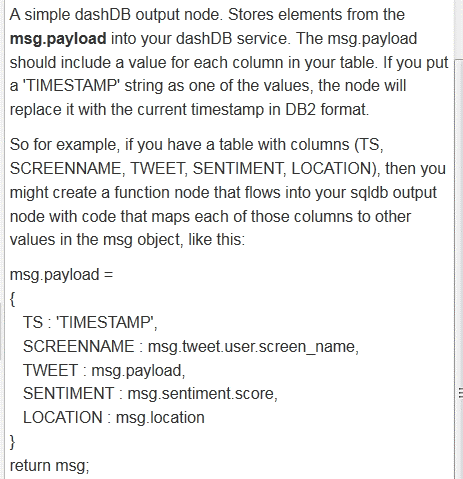 A simple dashDB output node. Stores elements from the
msg.payload into your dashDB service. The msg.payload
should include a value for each column in your table. If you put
a 'TIMESTAMP' string as one of the values, the node will
replace it with the current timestamp in DB2 format.
So for example, if you have a table with columns (TS,
SCREENNAME, TWEET, SENTIMENT, LOCATION), then you
might create a function node that flows into your sqldb output
node with code that maps each of those columns to other
values in the msg object, like this:
msg.payload =
{
TS : 'TIMESTAMP',
SCREENNAME : msg.tweet.user.screen_name,
TWEET : msg.payload,
SENTIMENT : msg.sentiment.score,
LOCATION : msg.location
}
return msg;